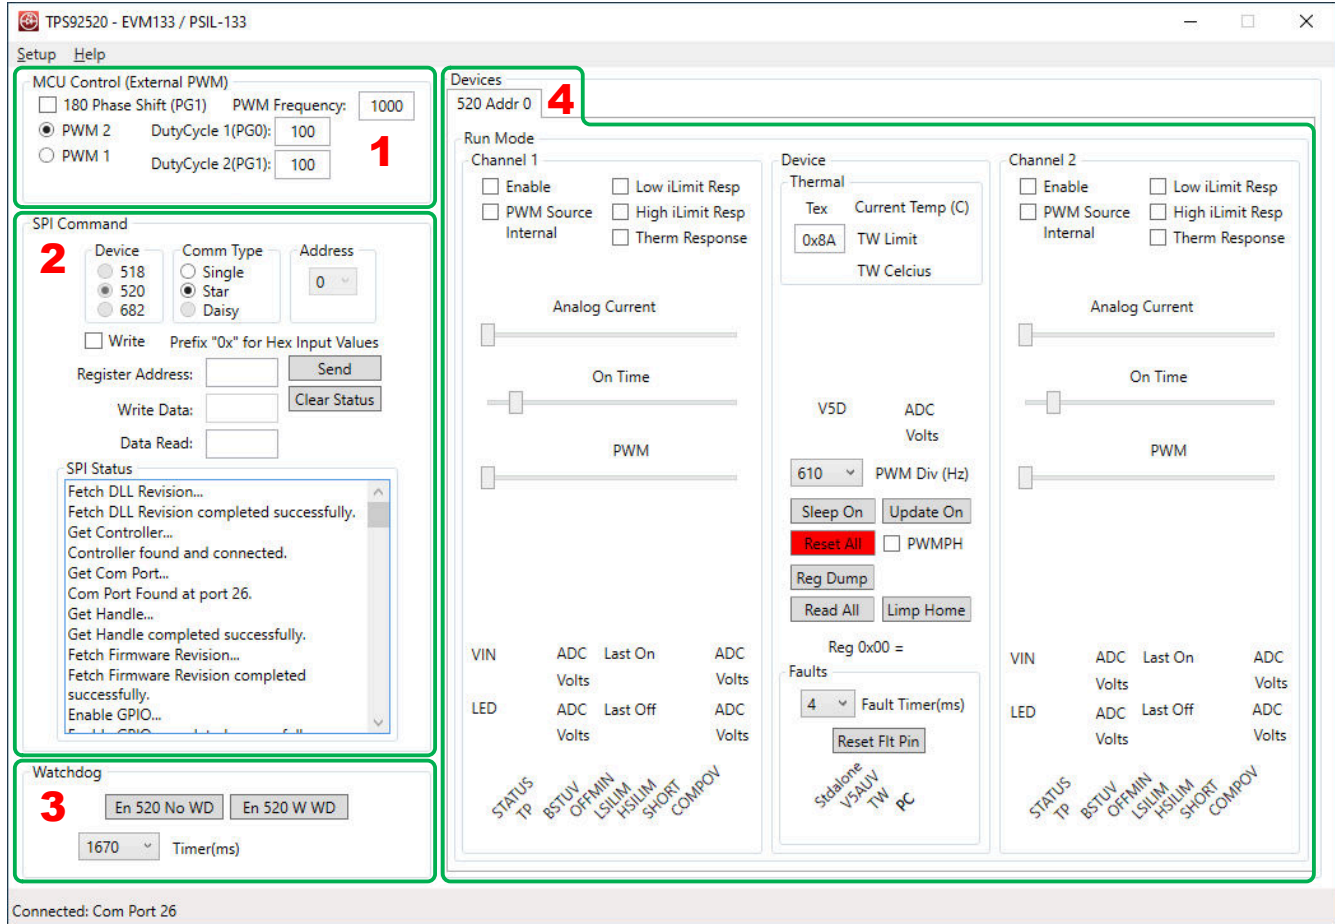 TPS92520 - EVM133 / PSIL-133
Setup Help
MCU Control (External PWM)
180 Phase Shift (PG1) PWM Frequency: 1000
PWM 2 DutyCycle 1(PG0): 100
PWM 1 DutyCycle 2(PG1): 100
1
SPI Command
2
Device
518
520
682
Comm Type
Single
Star
Daisy
Address
0
Write Prefix "0x" for Hex Input Values
Register Address: Send
Write Data: Clear Status
Data Read:
SPI Status
Fetch DLL Revision...
Fetch DLL Revision completed successfully.
Get Controller...
Controller found and connected.
Get Com Port...
Com Port Found at port 26.
Get Handle...
Get Handle completed successfully.
Fetch Firmware Revision...
Fetch Firmware Revision completed
successfully.
Enable GPIO...
Watchdog
3
En 520 No WD En 520 W WD
1670 Timer(ms)
Devices
520 Addr 0
4
Run Mode
Channel 1
Enable Low iLimit Resp
PWM Source High iLimit Resp
Internal Therm Response
Analog Current
On Time
PWM
VIN ADC Last On ADC
Volts Volts
LED ADC Last Off ADC
Volts Volts
STATUS
TP
BSTUV
OFFMIN
LSILIM
HSILIM
SHORT
COMPOV
Device
Thermal
Tex Current Temp (C)
0x8A TW Limit
TW Celcius
V5D ADC
Volts
610 PWM Div (Hz)
Sleep On Update On
Reset All PWMPH
Reg Dump
Read All Limp Home
Reg 0x00 =
Faults
4 Fault Timer(ms)
Reset Flt Pin
Stdalone
V5AUV
TW
PC
Channel 2
Enable Low iLimit Resp
PWM Source High iLimit Resp
Internal Therm Response
Analog Current
On Time
PWM
VIN ADC Last On ADC
Volts Volts
LED ADC Last Off ADC
Volts Volts
STATUS
TP
BSTUV
OFFMIN
LSILIM
HSILIM
SHORT
COMPOV
Connected: Com Port 26